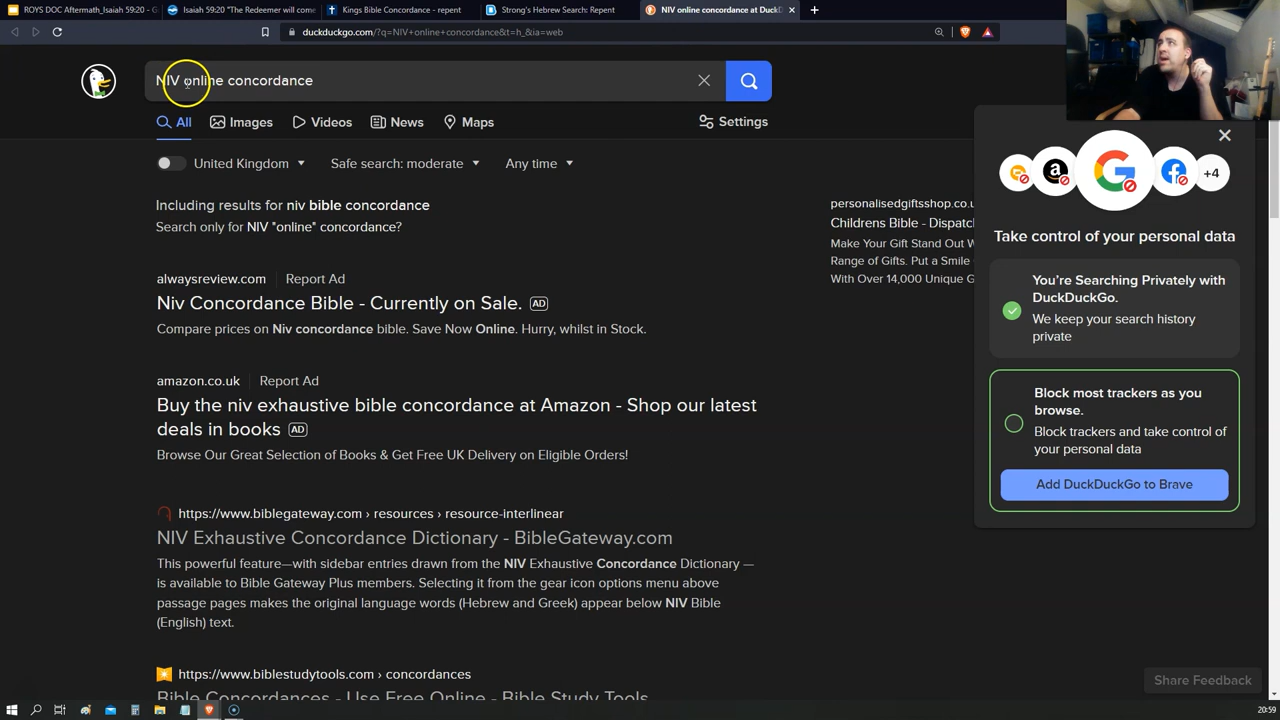 ROYS DOC Aftermath_Isaiah 59:20 - G
Isaiah 59:20 "The Redeemer will come
Kings Bible Concordance - repent
Strong's Hebrew Search: Repent
NIV online concordance at DuckD
duckduckgo.com/?q=NIV+online+concordance&t=h_&ia=web
NIV online concordance
All
Images
Videos
News
Maps
Settings
United Kingdom
Safe search: moderate
Any time
Including results for niv bible concordance
Search only for NIV "online" concordance?
alwaysreview.com
Report Ad
Niv Concordance Bible - Currently on Sale.
AD
Compare prices on Niv concordance bible. Save Now Online. Hurry, whilst in Stock.
amazon.co.uk
Report Ad
Buy the niv exhaustive bible concordance at Amazon - Shop our latest
deals in books
AD
Browse Our Great Selection of Books & Get Free UK Delivery on Eligible Orders!
https://www.biblegateway.com › resources › resource-interlinear
NIV Exhaustive Concordance Dictionary - BibleGateway.com
This powerful feature—with sidebar entries drawn from the NIV Exhaustive Concordance Dictionary —
is available to Bible Gateway Plus members. Selecting it from the gear icon options menu above
passage pages makes the original language words (Hebrew and Greek) appear below NIV Bible
(English) text.
https://www.biblestudytools.com › concordances
Bible Concordances - Use Free Online - Bible Study Tools
personalisedgiftsshop.co.u
Childrens Bible - Dispatch
Make Your Gift Stand Out W
Range of Gifts. Put a Smile
With Over 14,000 Unique G
+4
Take control of your personal data
You're Searching Privately with
DuckDuckGo.
We keep your search history
private
Block most trackers as you
browse.
Block trackers and take control of
your personal data
Add DuckDuckGo to Brave
Share Feedback
20:59